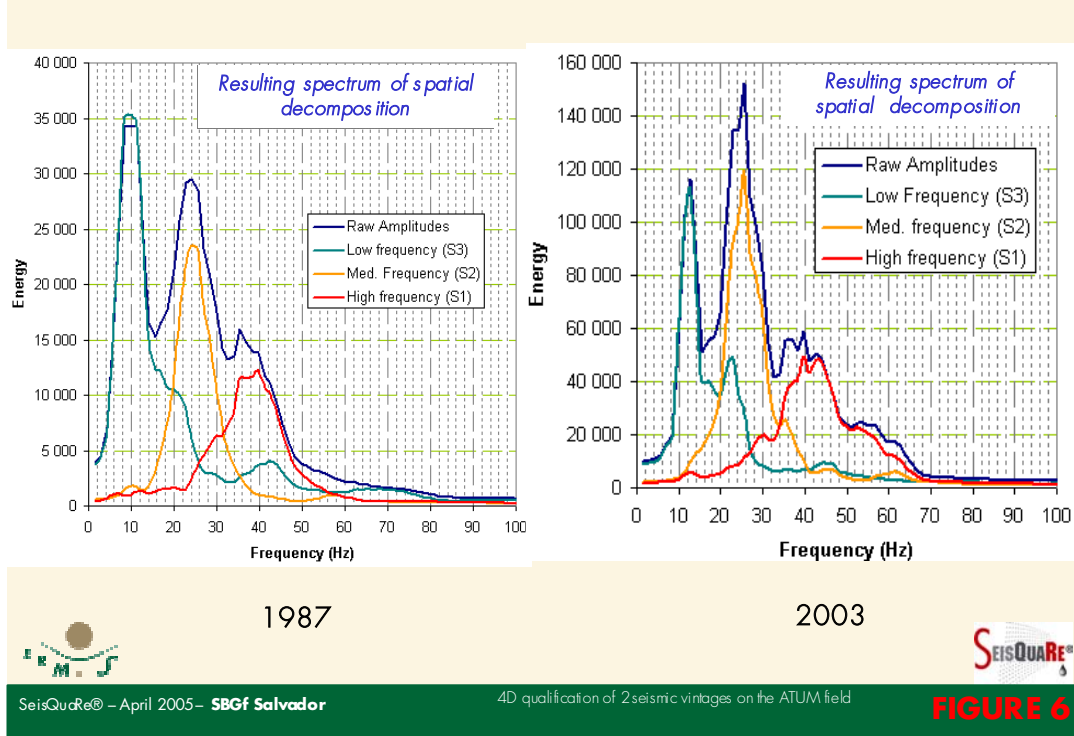 Resulting spectrum of spatial
decomposition
40 000
35 000
30 000
25 000
20 000
15 000
10 000
5 000
0
Energy
Raw Amplitudes
Low frequency (S3)
Med. Frequency (S2)
High frequency (S1)
0 10 20 30 40 50 60 70 80 90 100
Frequency (Hz)
Resulting spectrum of
spatial decomposition
160 000
140 000
120 000
100 000
80 000
60 000
40 000
20 000
0
Energy
Raw Amplitudes
Low Frequency (S3)
Med. frequency (S2)
High frequency (S1)
0 10 20 30 40 50 60 70 80 90 100
Frequency (Hz)
1987
2003
ERM.S
SEISQUARE®
SeisQuaRe® – April 2005 – SBGf Salvador
4D qualification of 2 seismic vintages on the ATUM field
FIGURE 6